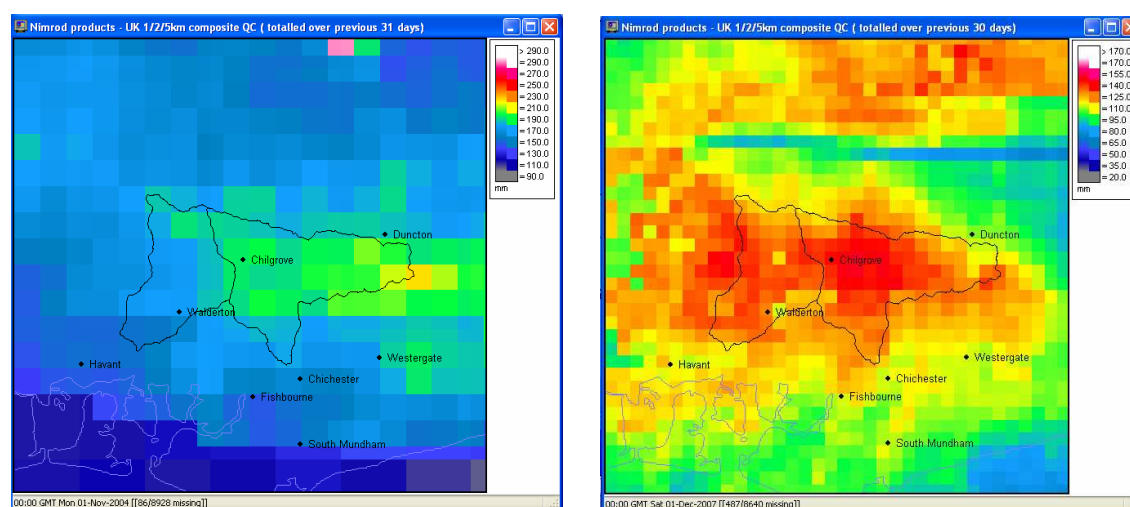 Nimrod products - UK 1/2/5km composite QC ( totalled over previous 31 days)
> 290.0
= 290.0
= 270.0
= 250.0
= 230.0
= 210.0
= 190.0
= 170.0
= 150.0
= 130.0
= 110.0
= 90.0
mm
Duncton
Chilgrove
Walderton
Havant
Westergate
Chichester
Fishbourne
South Mundham
00:00 GMT Mon 01-Nov-2004 [[86/8928 missing]]
Nimrod products - UK 1/2/5km composite QC ( totalled over previous 30 days)
> 170.0
= 170.0
= 155.0
= 140.0
= 125.0
= 110.0
= 95.0
= 80.0
= 65.0
= 50.0
= 35.0
= 20.0
mm
Duncton
Chilgrove
Walderton
Havant
Westergate
Chichester
Fishbourne
South Mundham
00:00 GMT Sat 01-Dec-2007 [[487/8640 missing]]